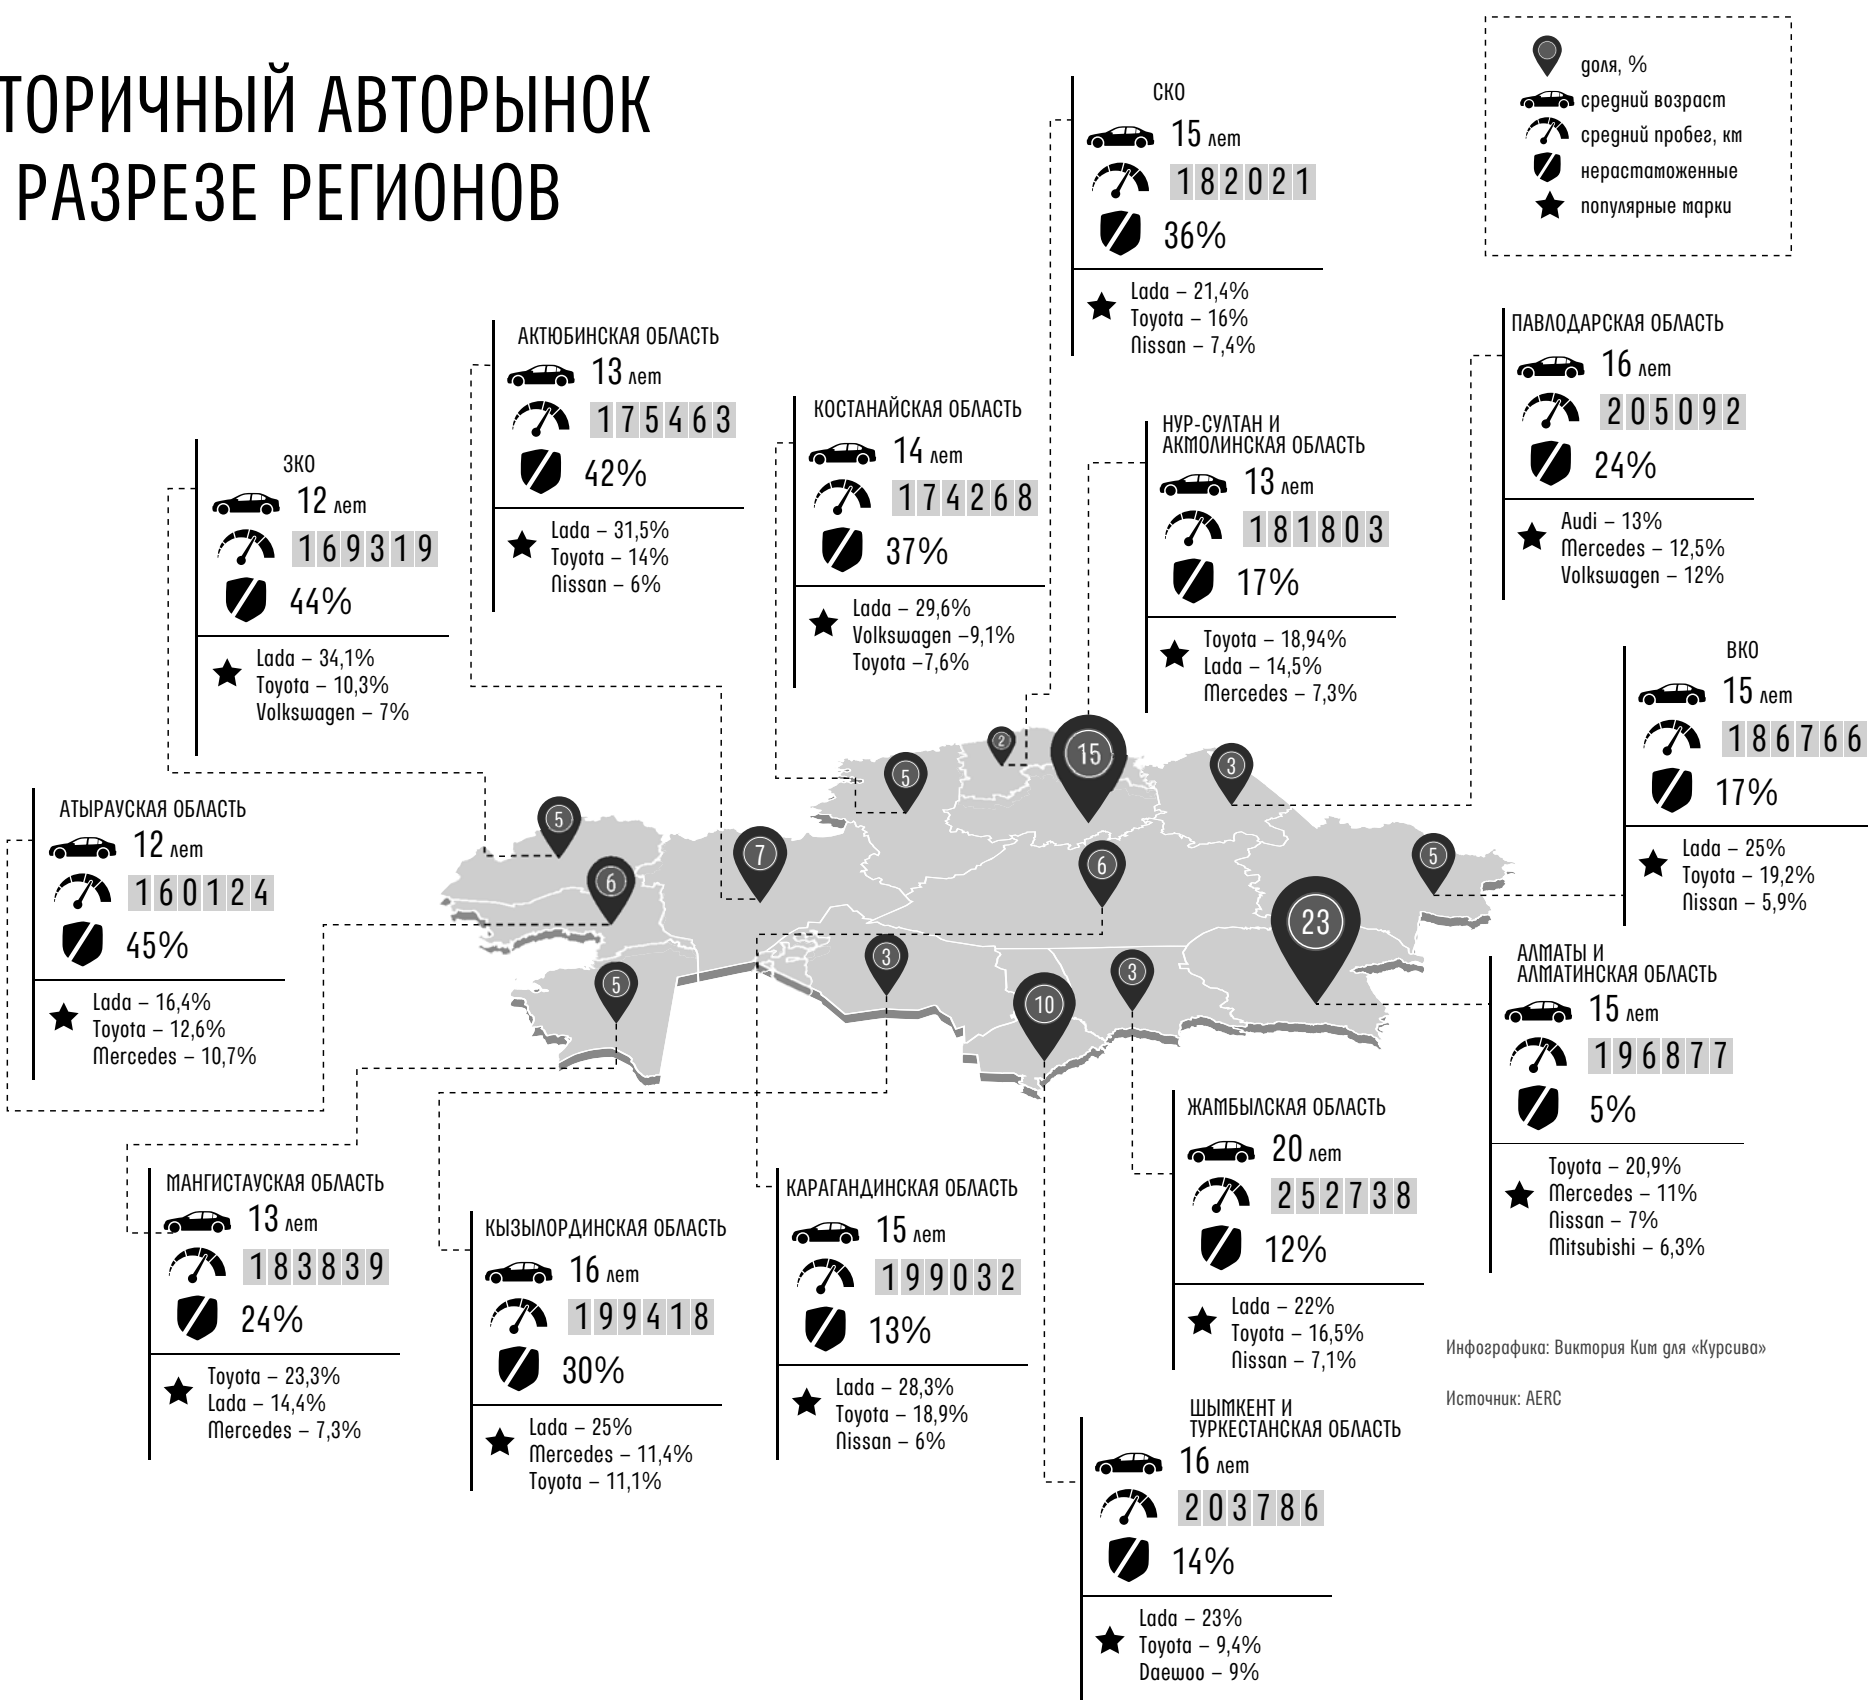 ТОРИЧНЫЙ АВТОРЫНОК
РАЗРЕЗЕ РЕГИОНОВ
доля, %
средний возраст
средний пробег, км
нерастаможенные
популярные марки
СКО
15 лет
182021
36%
Lada – 21,4%
Toyota – 16%
Nissan – 7,4%
АКТЮБИНСКАЯ ОБЛАСТЬ
13 лет
175463
42%
Lada – 31,5%
Toyota – 14%
Nissan – 6%
КОСТАНАЙСКАЯ ОБЛАСТЬ
14 лет
174268
37%
Lada – 29,6%
Volkswagen –9,1%
Toyota –7,6%
НУР-СУЛТАН И
АКМОЛИНСКАЯ ОБЛАСТЬ
13 лет
181803
17%
Toyota – 18,94%
Lada – 14,5%
Mercedes – 7,3%
ПАВЛОДАРСКАЯ ОБЛАСТЬ
16 лет
205092
24%
Audi – 13%
Mercedes – 12,5%
Volkswagen – 12%
ЗКО
12 лет
169319
44%
Lada – 34,1%
Toyota – 10,3%
Volkswagen – 7%
ВКО
15 лет
186766
17%
Lada – 25%
Toyota – 19,2%
Nissan – 5,9%
АТЫРАУСКАЯ ОБЛАСТЬ
12 лет
160124
45%
Lada – 16,4%
Toyota – 12,6%
Mercedes – 10,7%
2
15
5
3
5
7
6
6
5
23
3
5
10
3
АЛМАТЫ И
АЛМАТИНСКАЯ ОБЛАСТЬ
15 лет
196877
5%
Toyota – 20,9%
Mercedes – 11%
Nissan – 7%
Mitsubishi – 6,3%
МАНГИСТАУСКАЯ ОБЛАСТЬ
13 лет
183839
24%
Toyota – 23,3%
Lada – 14,4%
Mercedes – 7,3%
КЫЗЫЛОРДИНСКАЯ ОБЛАСТЬ
16 лет
199418
30%
Lada – 25%
Mercedes – 11,4%
Toyota – 11,1%
КАРАГАНДИНСКАЯ ОБЛАСТЬ
15 лет
199032
13%
Lada – 28,3%
Toyota – 18,9%
Nissan – 6%
ЖАМБЫЛСКАЯ ОБЛАСТЬ
20 лет
252738
12%
Lada – 22%
Toyota – 16,5%
Nissan – 7,1%
ШЫМКЕНТ И
ТУРКЕСТАНСКАЯ ОБЛАСТЬ
16 лет
203786
14%
Lada – 23%
Toyota – 9,4%
Daewoo – 9%
Инфографика: Виктория Ким для «Курсива»
Источник: AERC